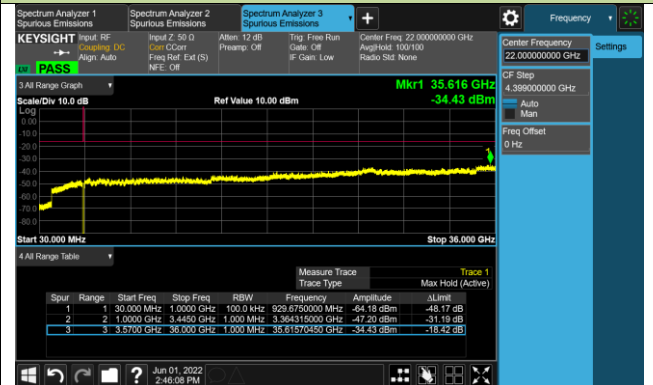 Spectrum Analyzer 1
Spurious Emissions
Spectrum Analyzer 2
Spurious Emissions
Spectrum Analyzer 3
Spurious Emissions
Frequency
KEYSIGHT
Input: RF
Coupling: DC
Align: Auto
Input Z: 50 Ω
Corr CCorr
Freq Ref: Ext (S)
NFE: Off
Atten: 12 dB
Preamp: Off
Trig: Free Run
Gate: Off
IF Gain: Low
Center Freq: 22.000000000 GHz
Avg|Hold: 100/100
Radio Std: None
PASS
Center Frequency
22.000000000 GHz
Settings
CF Step
4.399000000 GHz
Auto
Man
Freq Offset
0 Hz
3 All Range Graph
Mkr1 35.616 GHz
Scale/Div 10.0 dB
Ref Value 10.00 dBm
-34.43 dBm
Log
0.00
-10.0
-20.0
-30.0
-40.0
-50.0
-60.0
-70.0
-80.0
1
Start 30.000 MHz
Stop 36.000 GHz
4 All Range Table
Measure Trace Trace 1
Trace Type Max Hold (Active)
Spur Range Start Freq Stop Freq RBW Frequency Amplitude ΔLimit
1 1 30.000 MHz 1.0000 GHz 100.0 kHz 929.6750000 MHz -64.18 dBm -48.17 dB
2 2 1.0000 GHz 3.4450 GHz 1.000 MHz 3.364315000 GHz -47.20 dBm -31.19 dB
3 3 3.5700 GHz 36.000 GHz 1.000 MHz 35.61570450 GHz -34.43 dBm -18.42 dB
Jun 01, 2022
2:46:08 PM